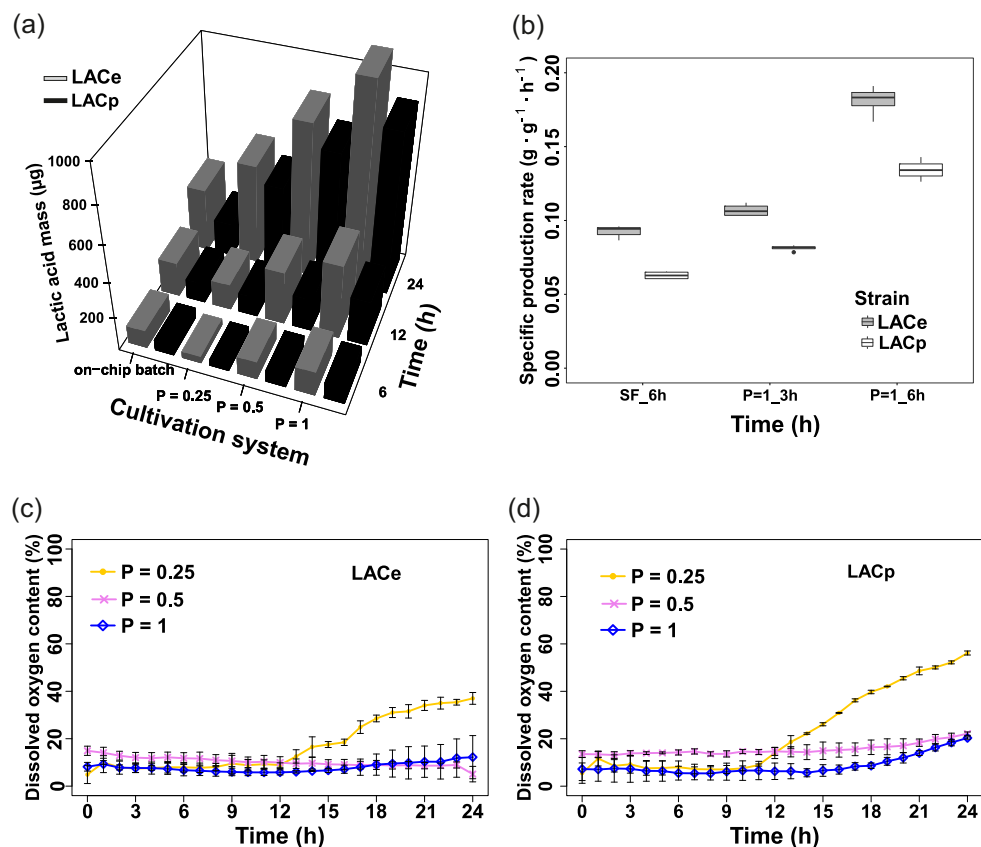 (a)
LACe
LACp
1000
800
600
400
200
Lactic acid mass (µg)
on−chip batch
P = 0.25
P = 0.5
P = 1
Cultivation system
6
12
24
Time (h)
(b)
0.20
0.15
0.10
0.05
0.00
Specific production rate (g · g⁻¹ · h⁻¹)
Strain
LACe
LACp
SF_6h
P=1_3h
P=1_6h
Time (h)
(c)
100
80
60
40
20
0
Dissolved oxygen content (%)
P = 0.25
P = 0.5
P = 1
LACe
0 3 6 9 12 15 18 21 24
Time (h)
(d)
100
80
60
40
20
0
Dissolved oxygen content (%)
P = 0.25
P = 0.5
P = 1
LACp
0 3 6 9 12 15 18 21 24
Time (h)